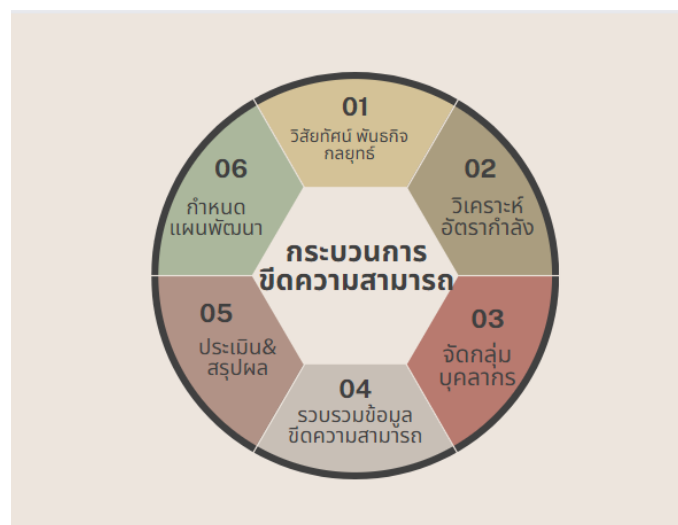 01
วิสัยทัศน์ พันธกิจ
กลยุทธ์
02
วิเคราะห์
อัตรากำลัง
03
จัดกลุ่ม
บุคลากร
04
รวบรวมข้อมูล
ขีดความสามารถ
05
ประเมิน&
สรุปผล
06
กำหนด
แผนพัฒนา
กระบวนการ
ขีดความสามารถ